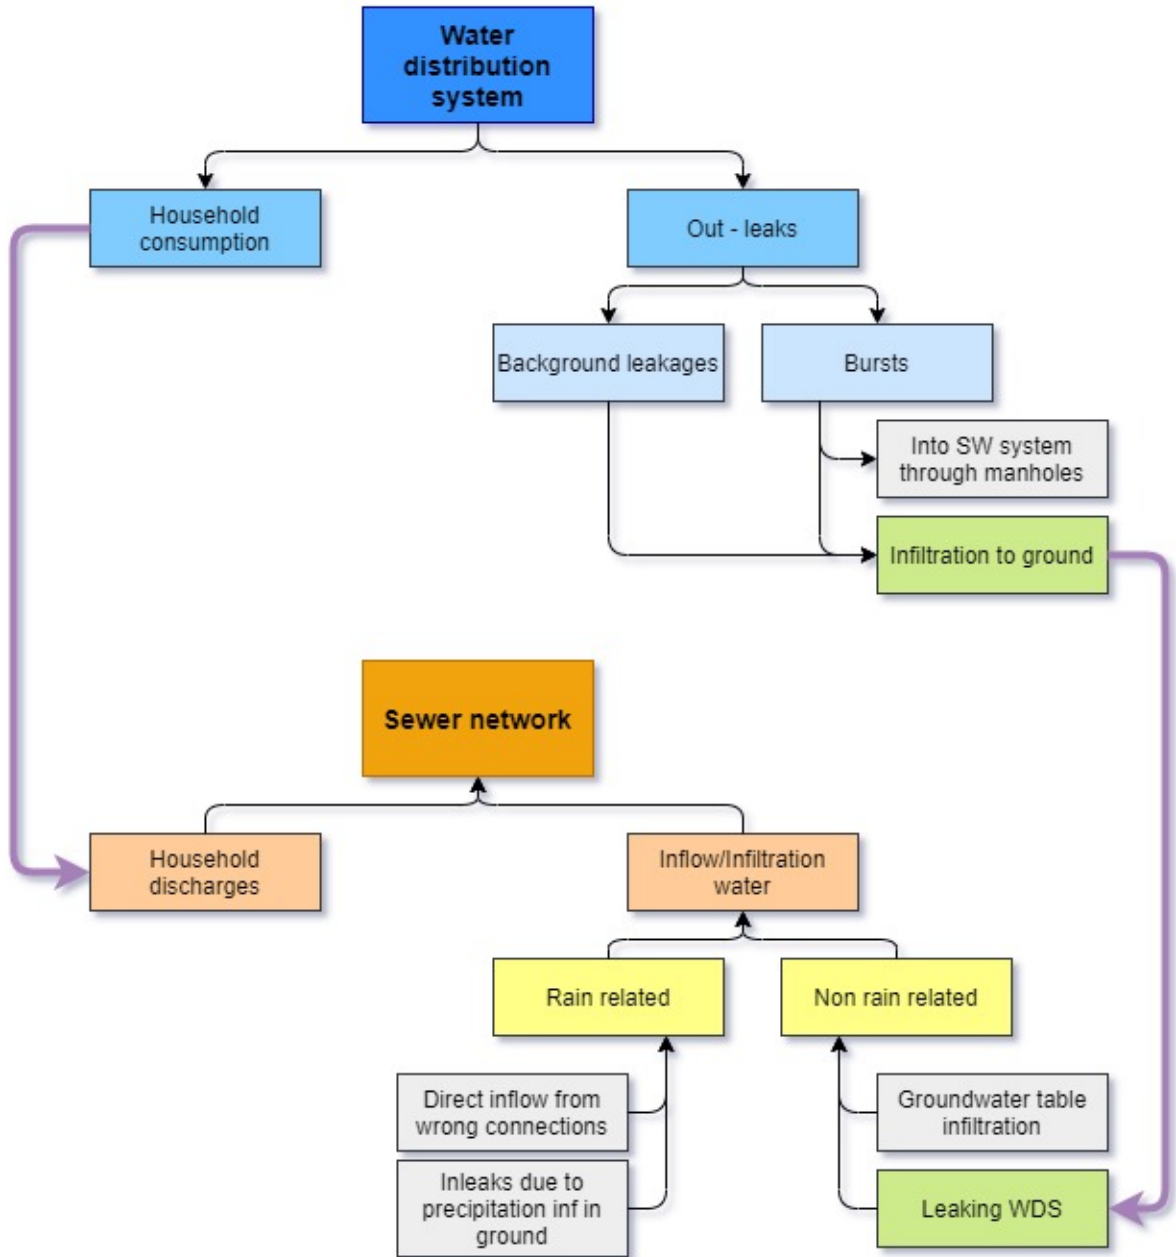 Water
distribution
system
Household
consumption
Out - leaks
Background leakages
Bursts
Into SW system
through manholes
Infiltration to ground
Sewer network
Household
discharges
Inflow/Infiltration
water
Rain related
Non rain related
Direct inflow from
wrong connections
Groundwater table
infiltration
Inleaks due to
precipitation inf in
ground
Leaking WDS